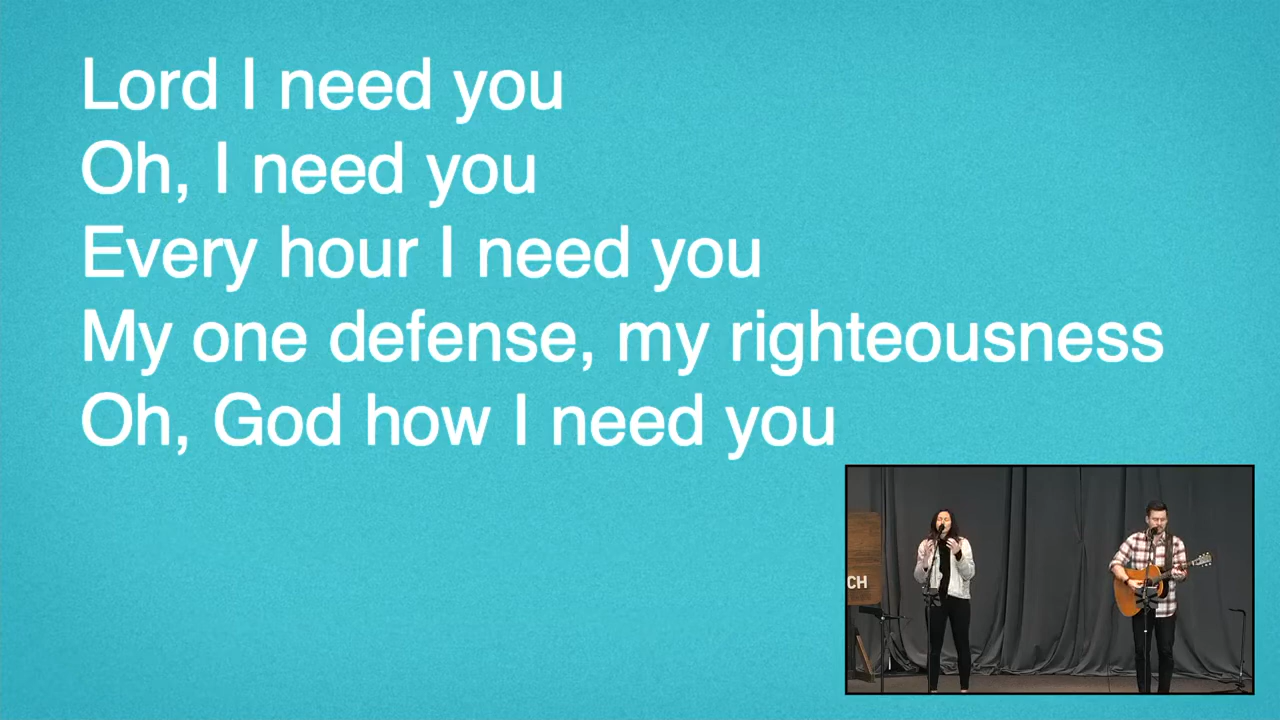 Lord I need you
Oh, I need you
Every hour I need you
My one defense, my righteousness
Oh, God how I need you
CH